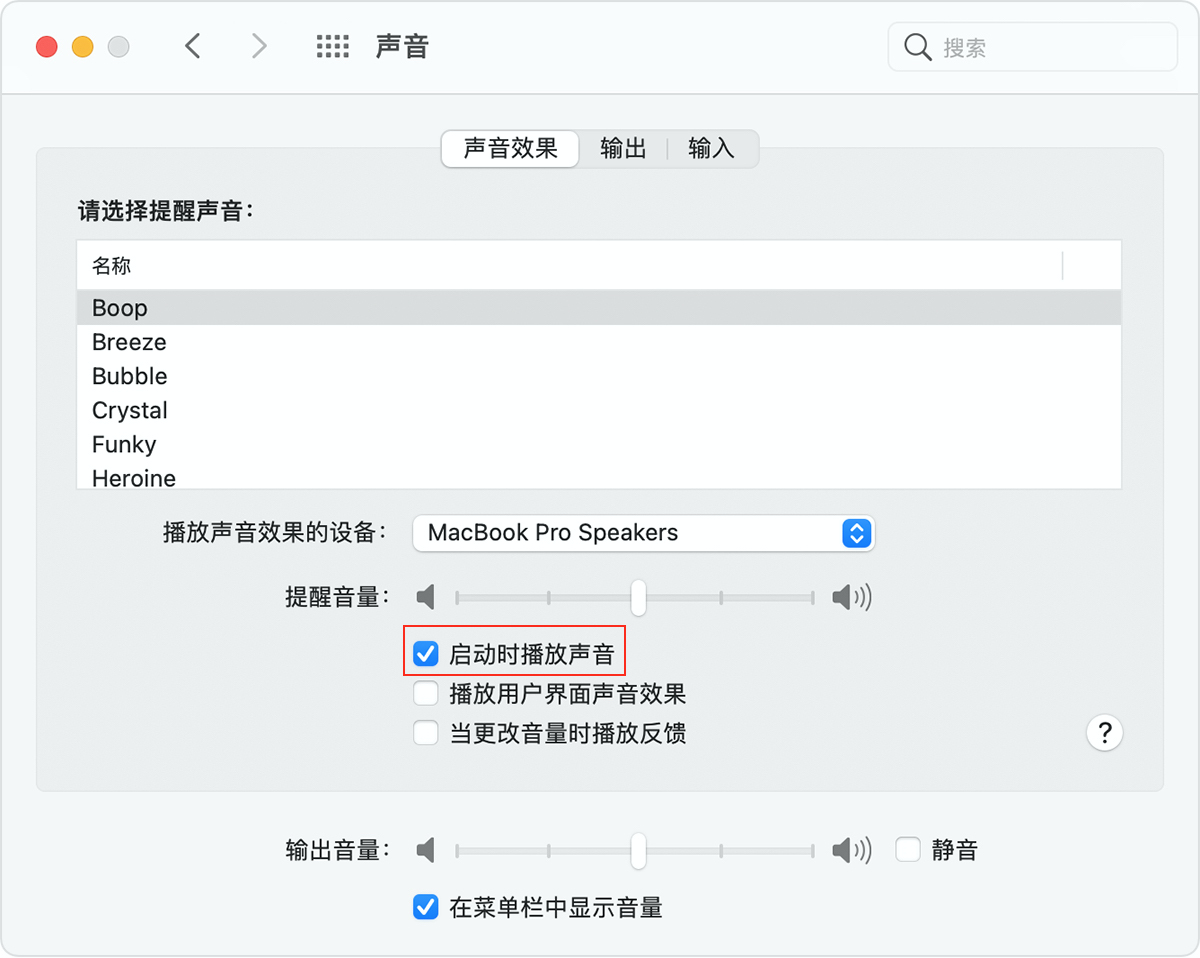 声音
搜索
声音效果 输出 输入
请选择提醒声音：
名称
Boop
Breeze
Bubble
Crystal
Funky
Heroine
播放声音效果的设备： MacBook Pro Speakers
提醒音量：
启动时播放声音
播放用户界面声音效果
当更改音量时播放反馈
?
输出音量： 静音
在菜单栏中显示音量